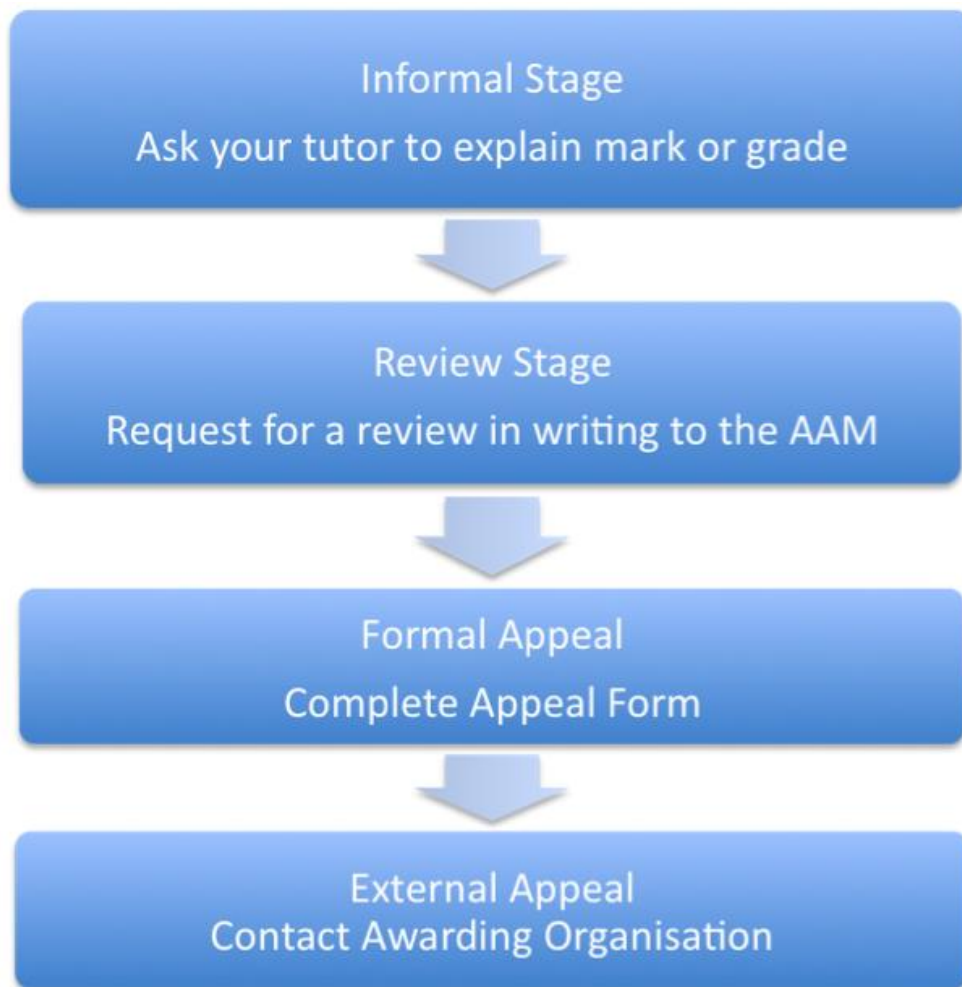 Informal Stage
Ask your tutor to explain mark or grade
Review Stage
Request for a review in writing to the AAM
Formal Appeal
Complete Appeal Form
External Appeal
Contact Awarding Organisation